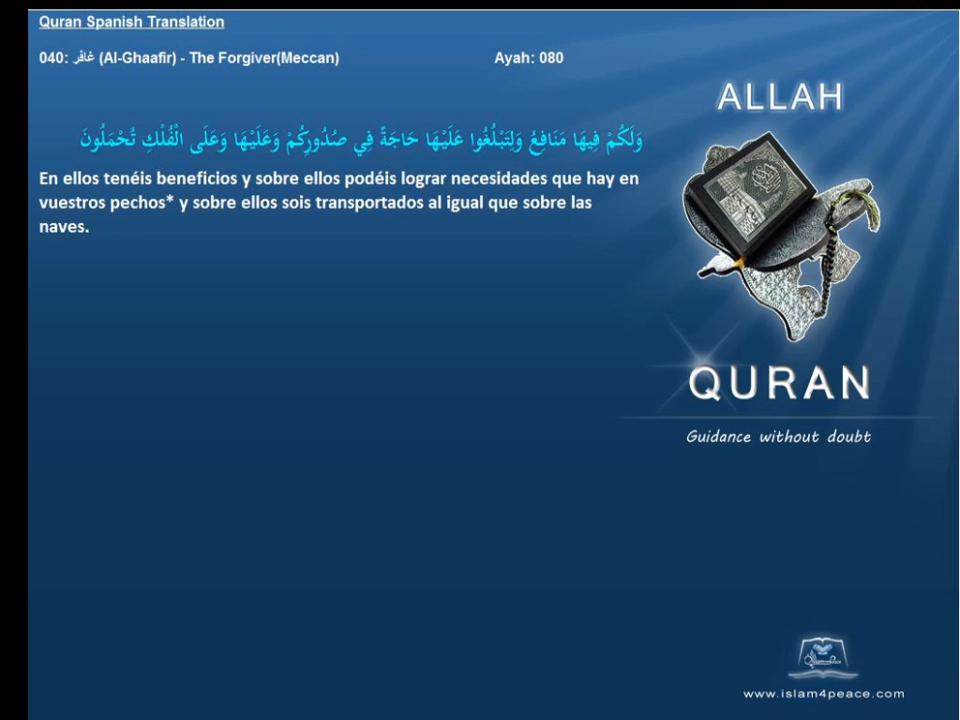 Quran Spanish Translation
040: غافر (Al-Ghaafir) - The Forgiver(Meccan) Ayah: 080
وَلَكُمْ فِيهَا مَنَافِعُ وَلِتَبْلُغُوا عَلَيْهَا حَاجَةً فِي صُدُورِكُمْ وَعَلَيْهَا وَعَلَى الْفُلْكِ تُحْمَلُونَ
En ellos tenéis beneficios y sobre ellos podéis lograr necesidades que hay en
vuestros pechos* y sobre ellos sois transportados al igual que sobre las
naves.
ALLAH
QURAN
Guidance without doubt
www.islam4peace.com